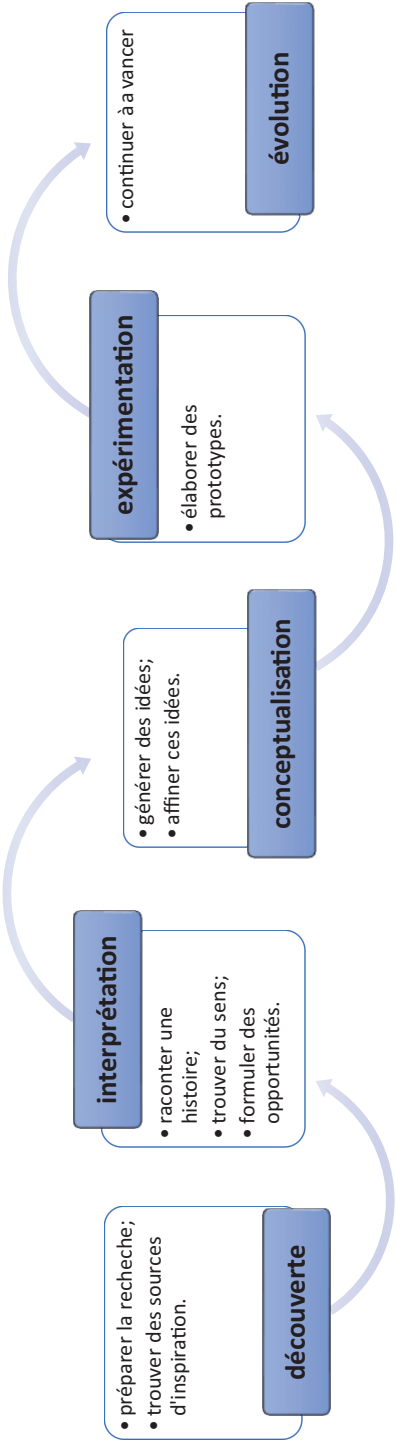 • préparer la recheche;
• trouver des sources
d'inspiration.
découverte
interprétation
• raconter une
histoire;
• trouver du sens;
• formuler des
opportunités.
• générer des idées;
• affiner ces idées.
conceptualisation
expérimentation
• élaborer des
prototypes.
• continuer àa vancer
évolution